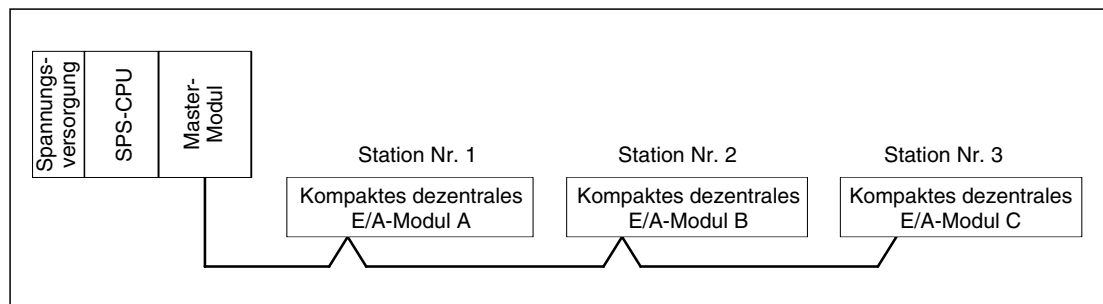 Spannungs-
versorgung
SPS-CPU
Master-
Modul
Station Nr. 1
Station Nr. 2
Station Nr. 3
Kompaktes dezentrales
E/A-Modul A
Kompaktes dezentrales
E/A-Modul B
Kompaktes dezentrales
E/A-Modul C